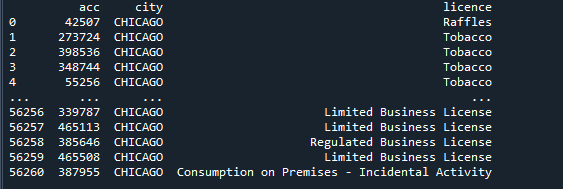 acc city licence
0 42507 CHICAGO Raffles
1 273724 CHICAGO Tobacco
2 398536 CHICAGO Tobacco
3 348744 CHICAGO Tobacco
4 55256 CHICAGO Tobacco
... ... ... ...
56256 339787 CHICAGO Limited Business License
56257 465113 CHICAGO Limited Business License
56258 385646 CHICAGO Regulated Business License
56259 465508 CHICAGO Limited Business License
56260 387955 CHICAGO Consumption on Premises - Incidental Activity